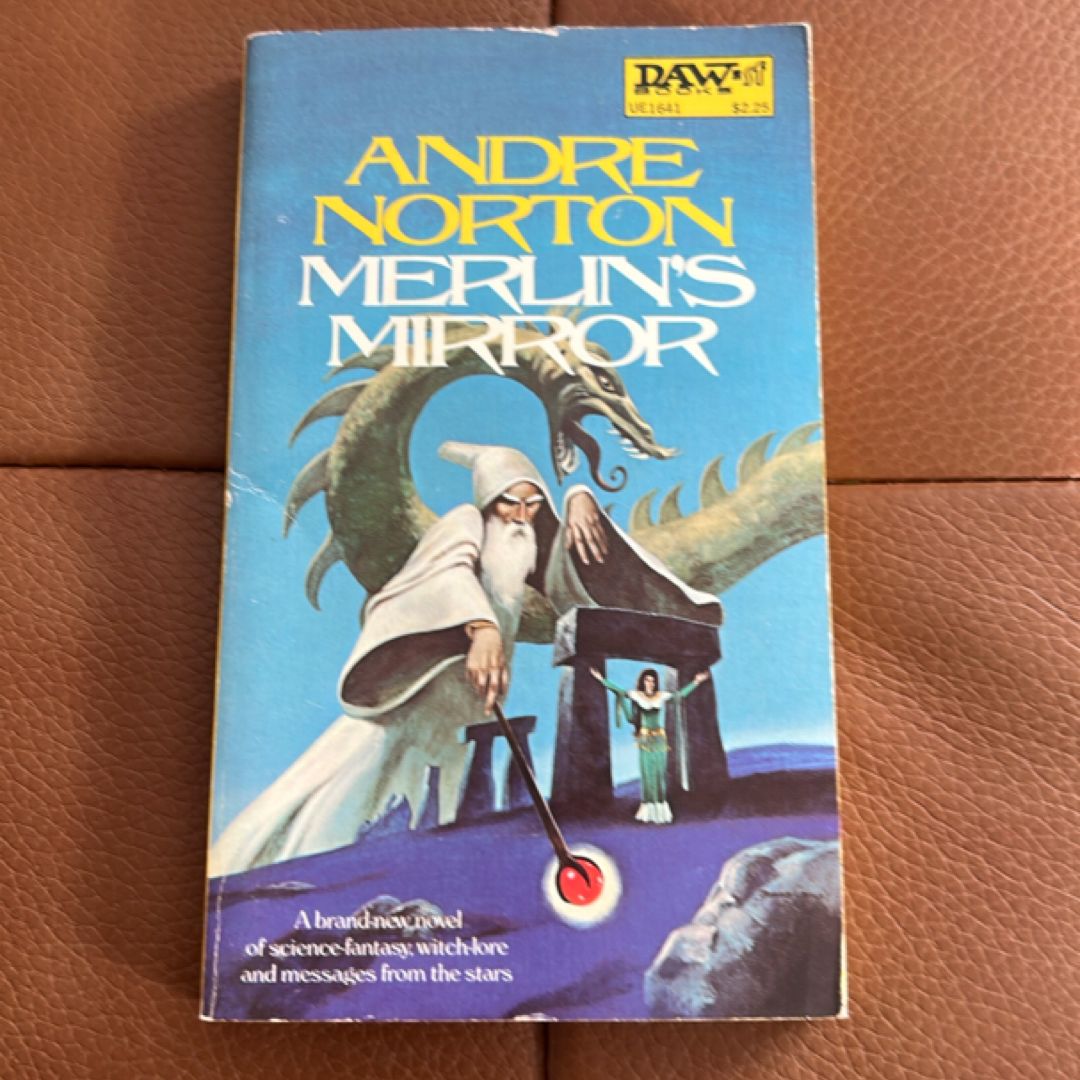 DAW=sf
BOOKS
UE1641 $2.25
ANDRE
NORTON
MERLIN'S
MIRROR
A brand-new novel
of science-fantasy, witch-lore
and messages from the stars